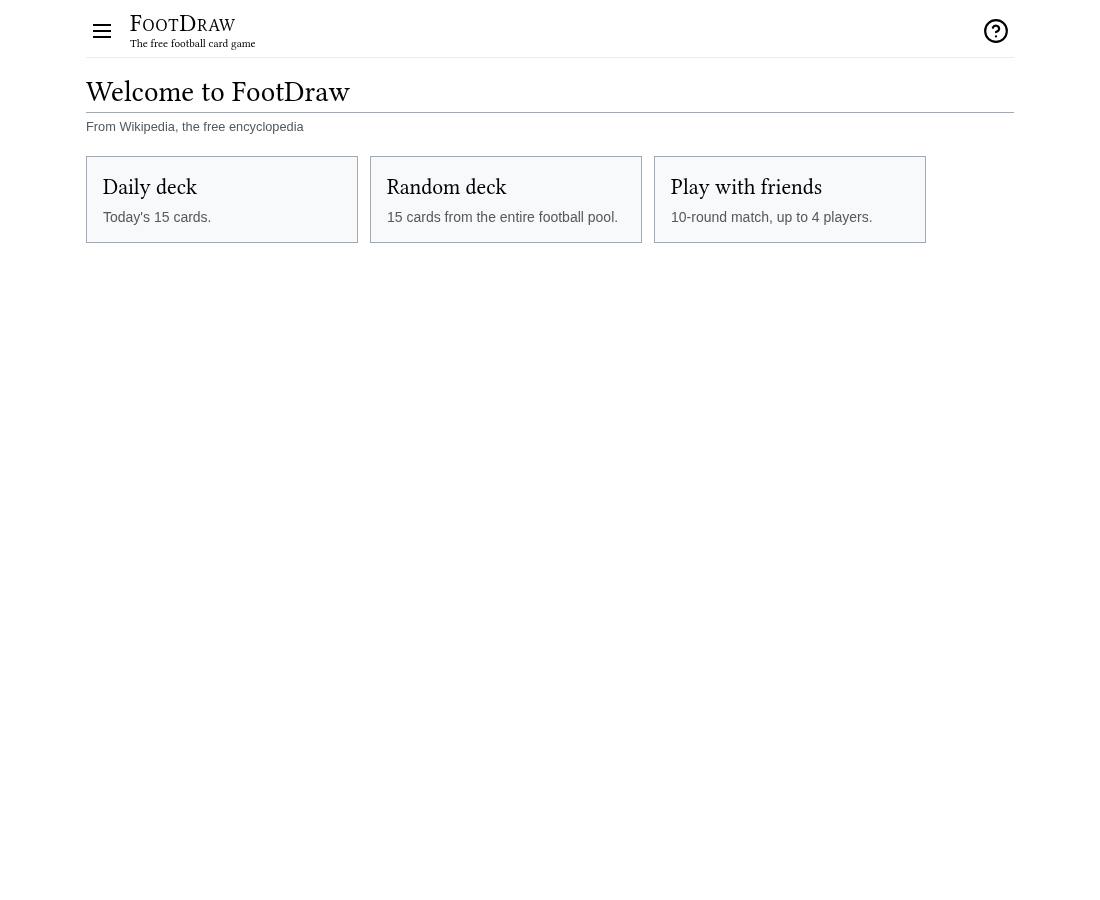 FootDraw
The free football card game
Welcome to FootDraw
From Wikipedia, the free encyclopedia
Daily deck
Today's 15 cards.
Random deck
15 cards from the entire football pool.
Play with friends
10-round match, up to 4 players.